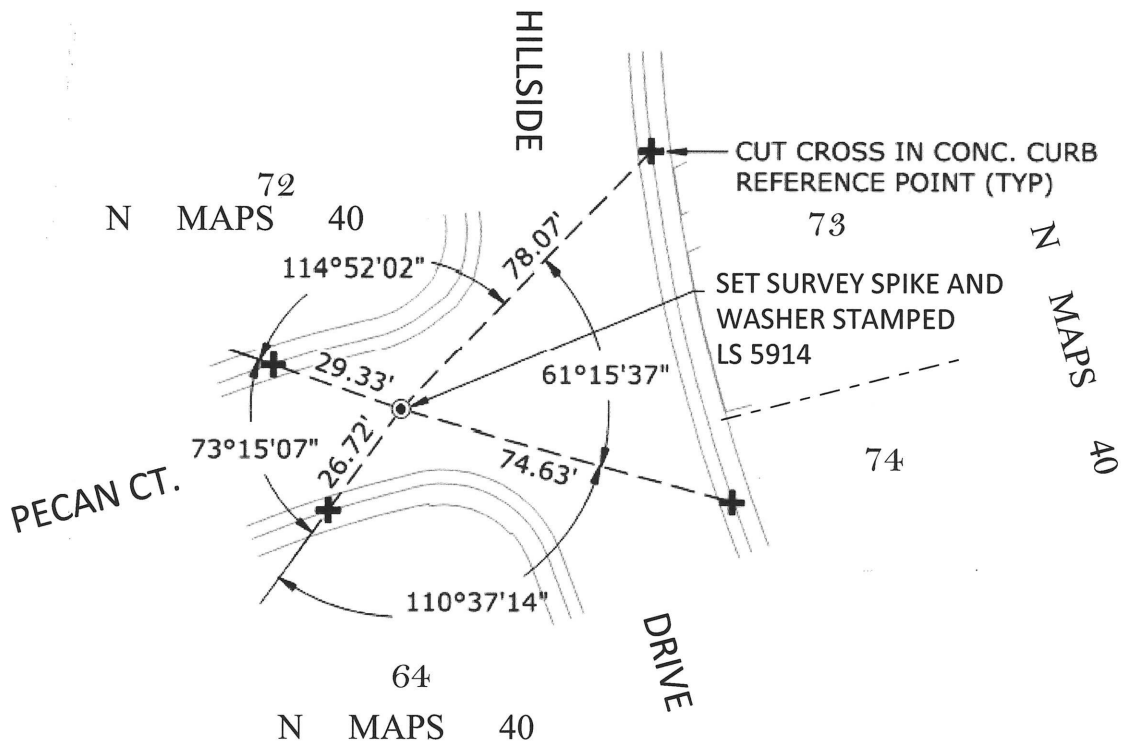 HILLSIDE
CUT CROSS IN CONC. CURB
REFERENCE POINT (TYP)
72
N MAPS 40
73
N MAPS 40
78.07'
114°52'02"
SET SURVEY SPIKE AND
WASHER STAMPED
LS 5914
29.33'
61°15'37"
73°15'07"
26.72'
74.63'
74
PECAN CT.
110°37'14"
DRIVE
64
N MAPS 40